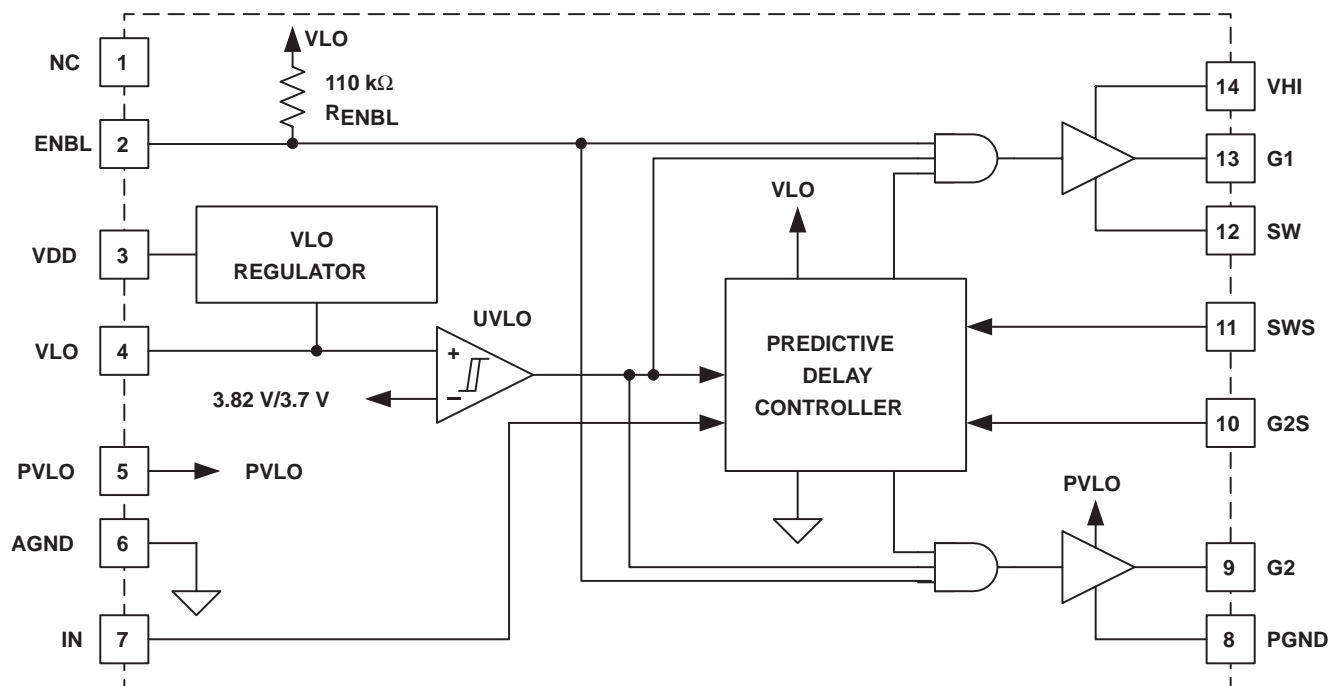 NC 1
VLO
110 kΩ
RENBL
ENBL 2
VDD 3
VLO
REGULATOR
VLO 4
UVLO
+
−
3.82 V/3.7 V
PVLO 5 PVLO
AGND 6
IN 7
VLO
PREDICTIVE
DELAY
CONTROLLER
PVLO
14 VHI
13 G1
12 SW
11 SWS
10 G2S
9 G2
8 PGND